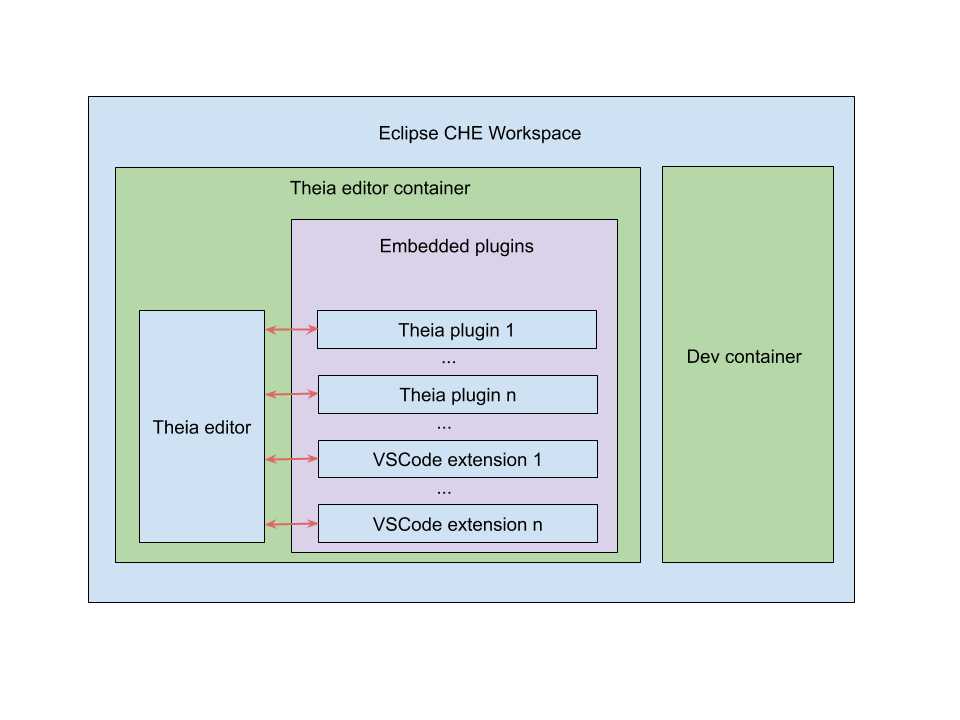 Eclipse CHE Workspace
Theia editor container
Embedded plugins
Theia plugin 1
...
Theia plugin n
...
VSCode extension 1
...
VSCode extension n
Theia editor
Dev container